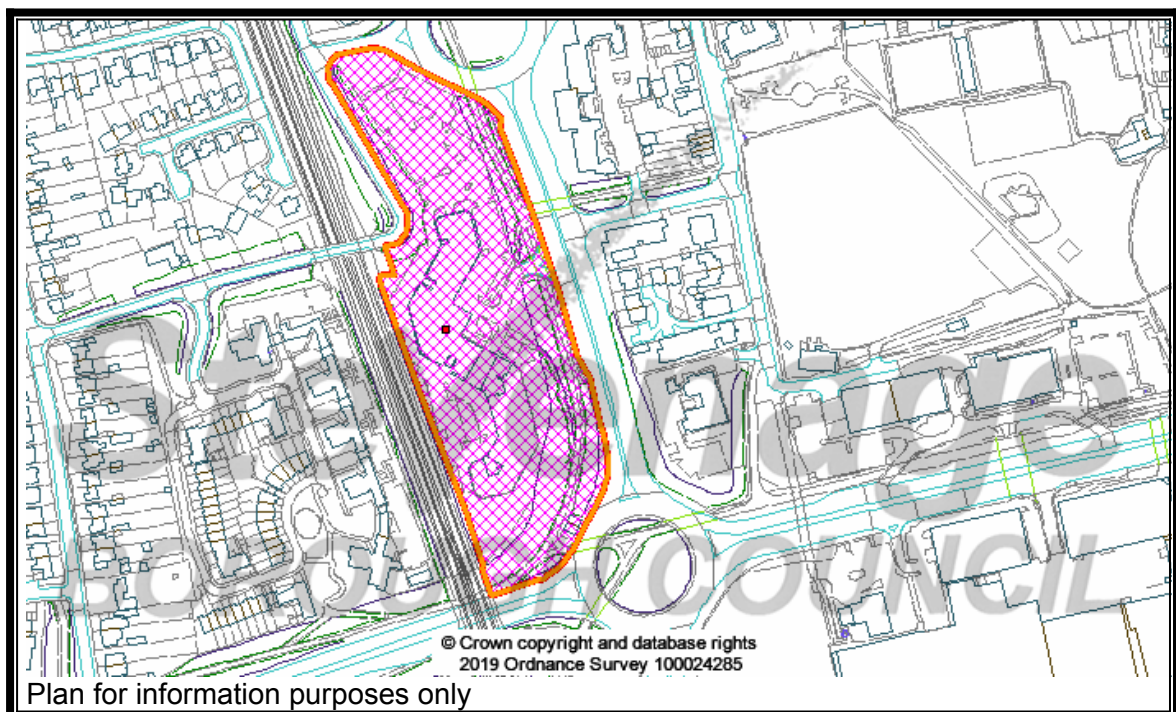 Stevenage
BOROUGH COUNCIL
© Crown copyright and database rights
2019 Ordnance Survey 100024285
Plan for information purposes only